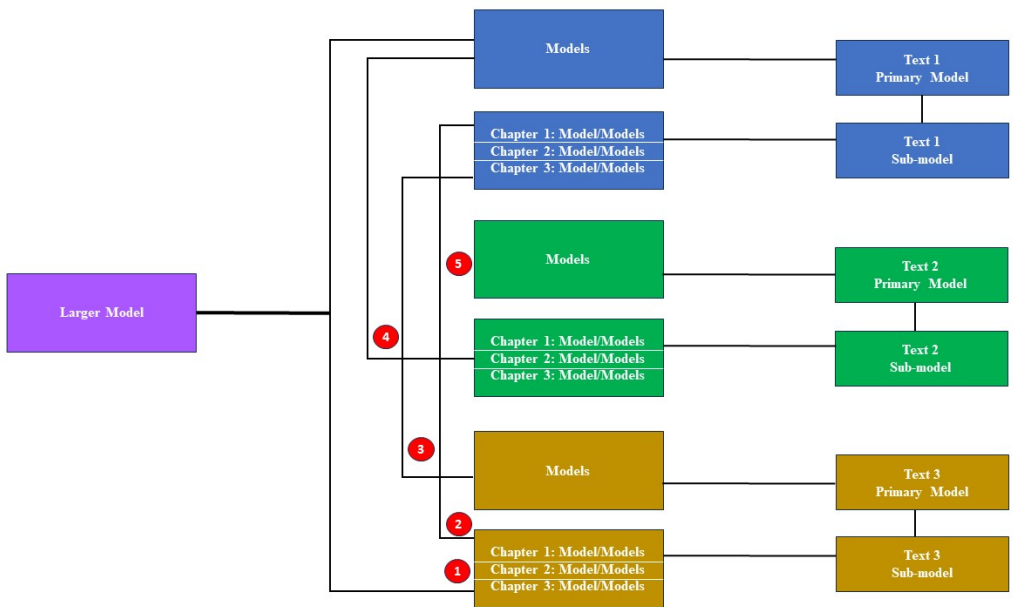 Models
Text 1
Primary Model
Chapter 1: Model/Models
Chapter 2: Model/Models
Chapter 3: Model/Models
Text 1
Sub-model
5
Models
Text 2
Primary Model
Larger Model
4
Chapter 1: Model/Models
Chapter 2: Model/Models
Chapter 3: Model/Models
Text 2
Sub-model
3
Models
Text 3
Primary Model
2
1
Chapter 1: Model/Models
Chapter 2: Model/Models
Chapter 3: Model/Models
Text 3
Sub-model